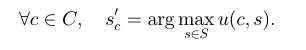 ∀c ∈ C, s′_c = arg max_{s∈S} u(c, s).